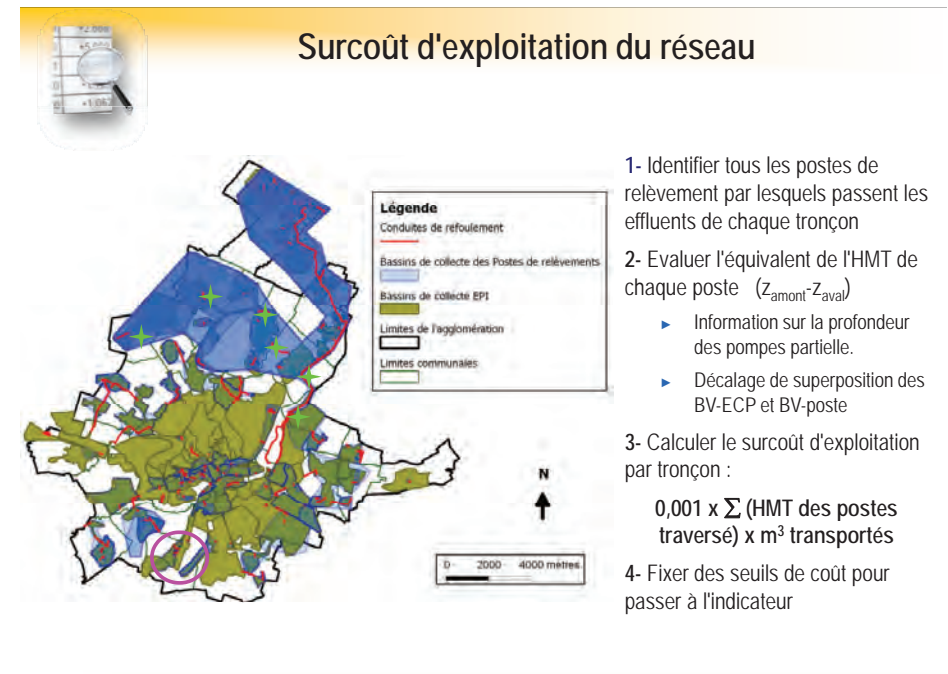 Surcoût d'exploitation du réseau
Légende
Conduites de refoulement
Bassins de collecte des Postes de relèvements
Bassins de collecte EPI
Limites de l'agglomération
Limites communales
N
0 2000 4000 metres
1- Identifier tous les postes de
relèvement par lesquels passent les
effluents de chaque tronçon
2- Evaluer l'équivalent de l'HMT de
chaque poste (zamont-zaval)
► Information sur la profondeur
des pompes partielle.
► Décalage de superposition des
BV-ECP et BV-poste
3- Calculer le surcoût d'exploitation
par tronçon :
0,001 x ∑ (HMT des postes
traversé) x m³ transportés
4- Fixer des seuils de coût pour
passer à l'indicateur